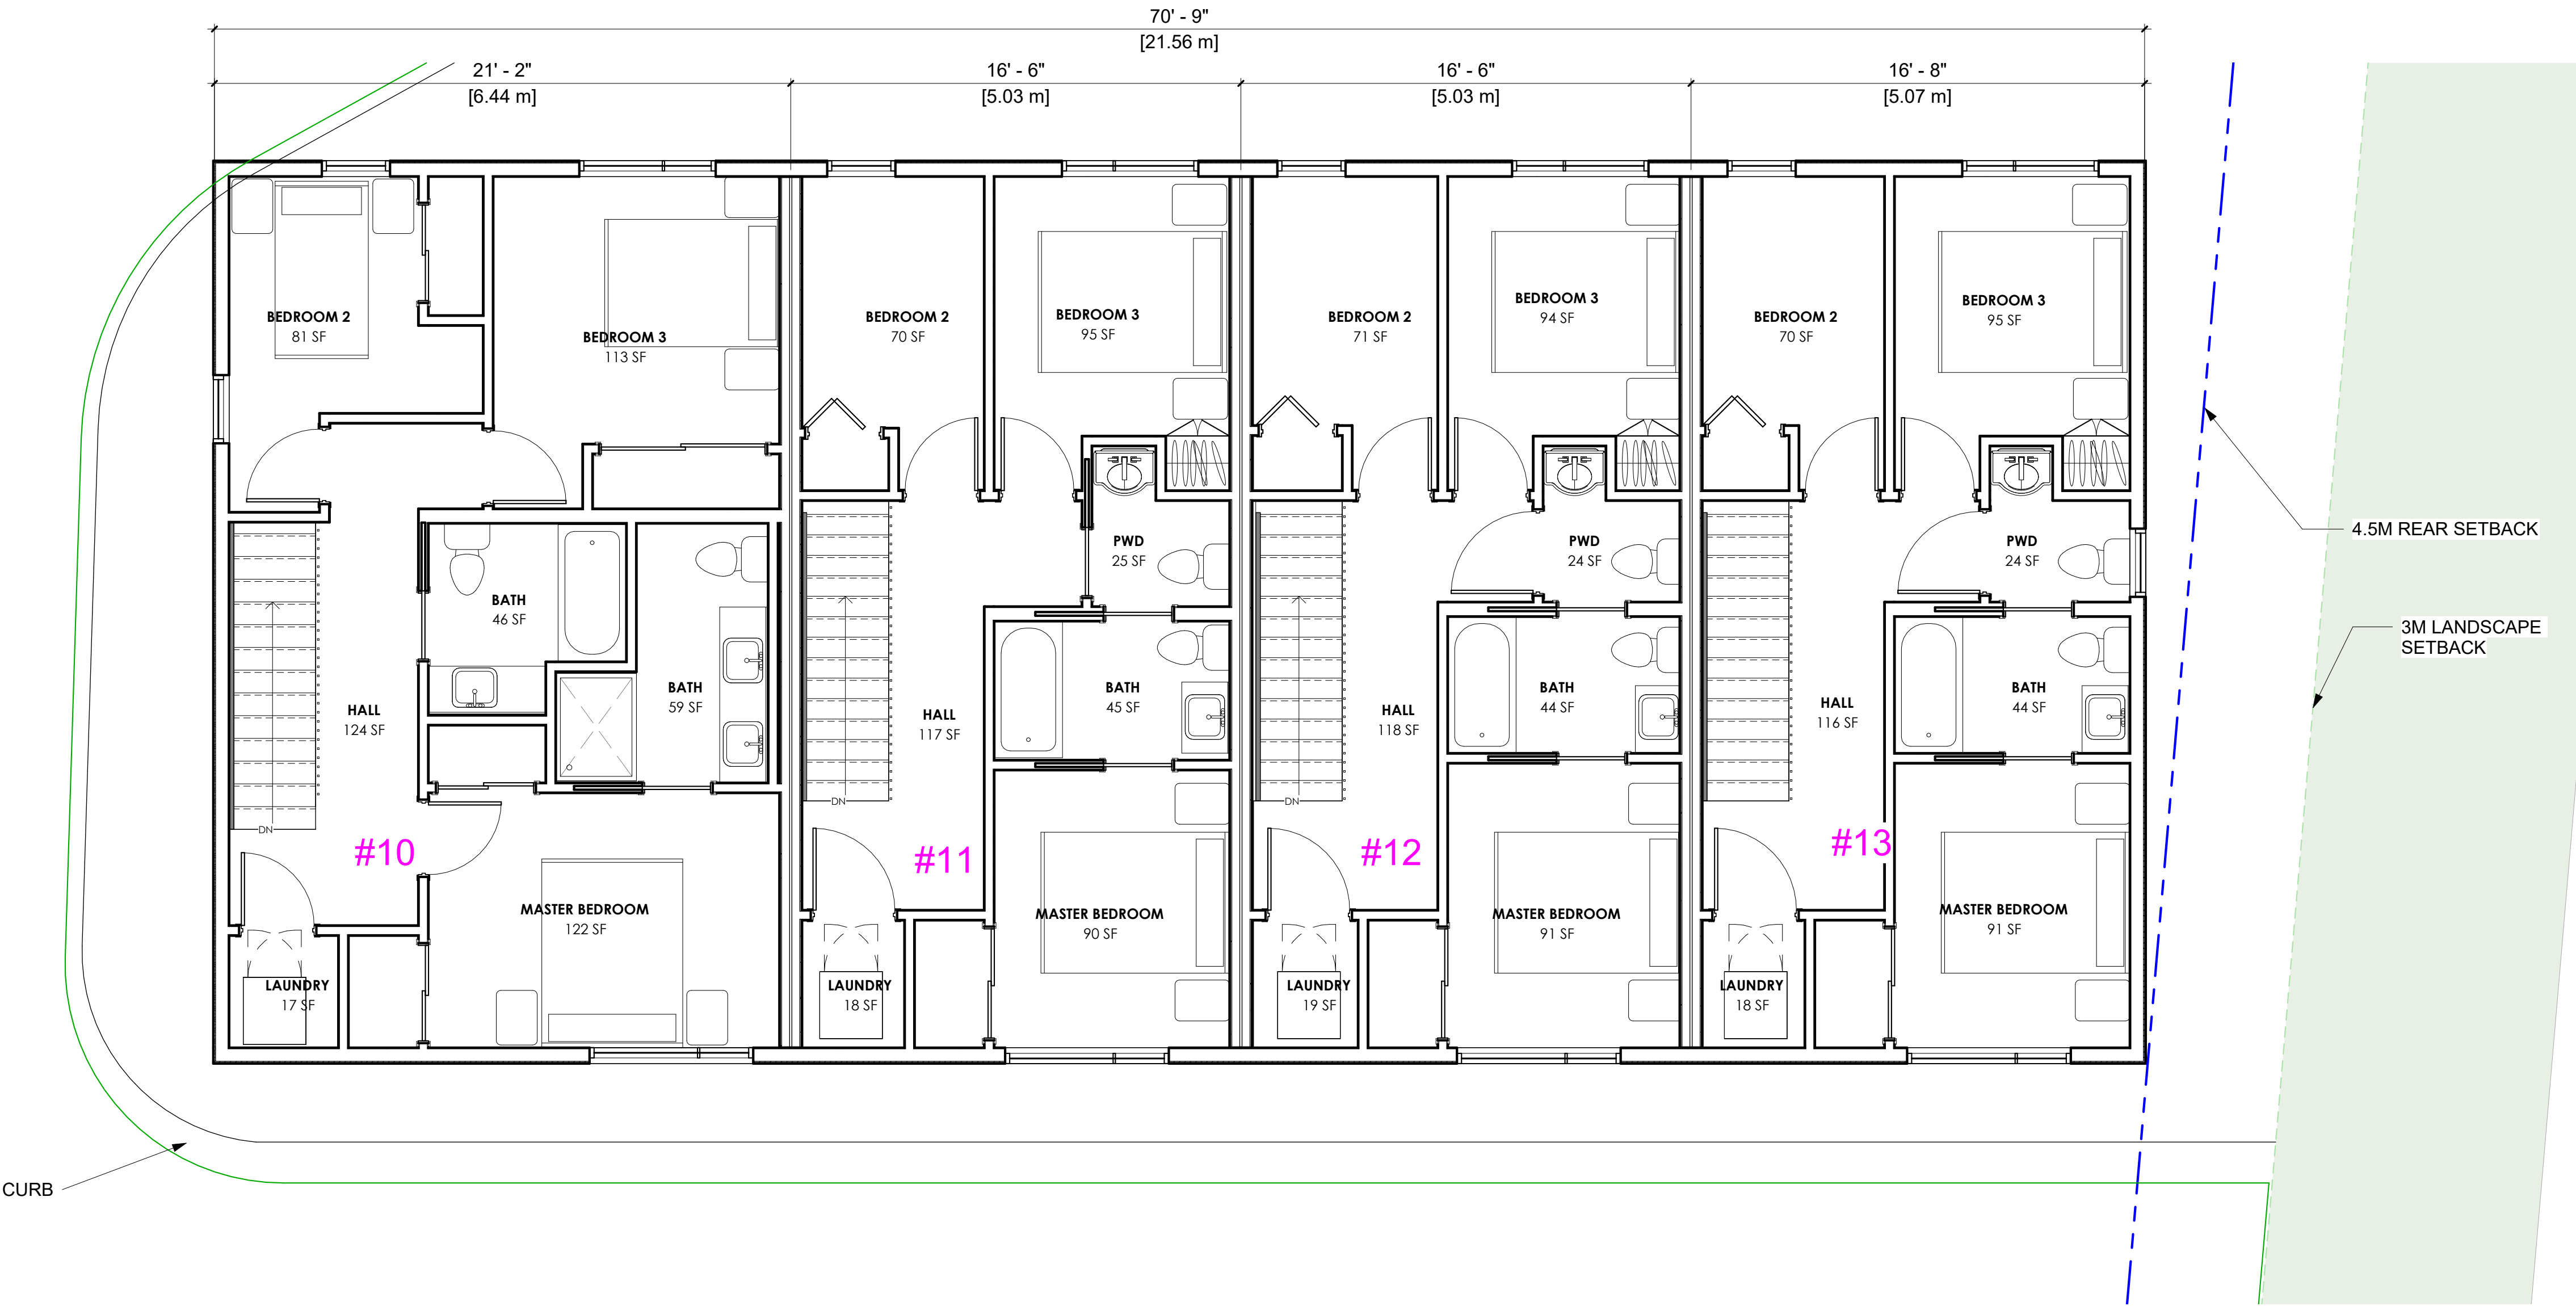 70' - 9"
[21.56 m]
21' - 2"
[6.44 m]
16' - 6"
[5.03 m]
16' - 6"
[5.03 m]
16' - 8"
[5.07 m]
BEDROOM 2
81 SF
BEDROOM 3
113 SF
BATH
46 SF
BATH
59 SF
HALL
124 SF
DN
#10
MASTER BEDROOM
122 SF
LAUNDRY
17 SF
BEDROOM 2
70 SF
BEDROOM 3
95 SF
PWD
25 SF
BATH
45 SF
HALL
117 SF
DN
#11
MASTER BEDROOM
90 SF
LAUNDRY
18 SF
BEDROOM 2
71 SF
BEDROOM 3
94 SF
PWD
24 SF
BATH
44 SF
HALL
118 SF
DN
#12
MASTER BEDROOM
91 SF
LAUNDRY
19 SF
BEDROOM 2
70 SF
BEDROOM 3
95 SF
PWD
24 SF
BATH
44 SF
HALL
116 SF
#13
MASTER BEDROOM
91 SF
LAUNDRY
18 SF
4.5M REAR SETBACK
3M LANDSCAPE
SETBACK
CURB